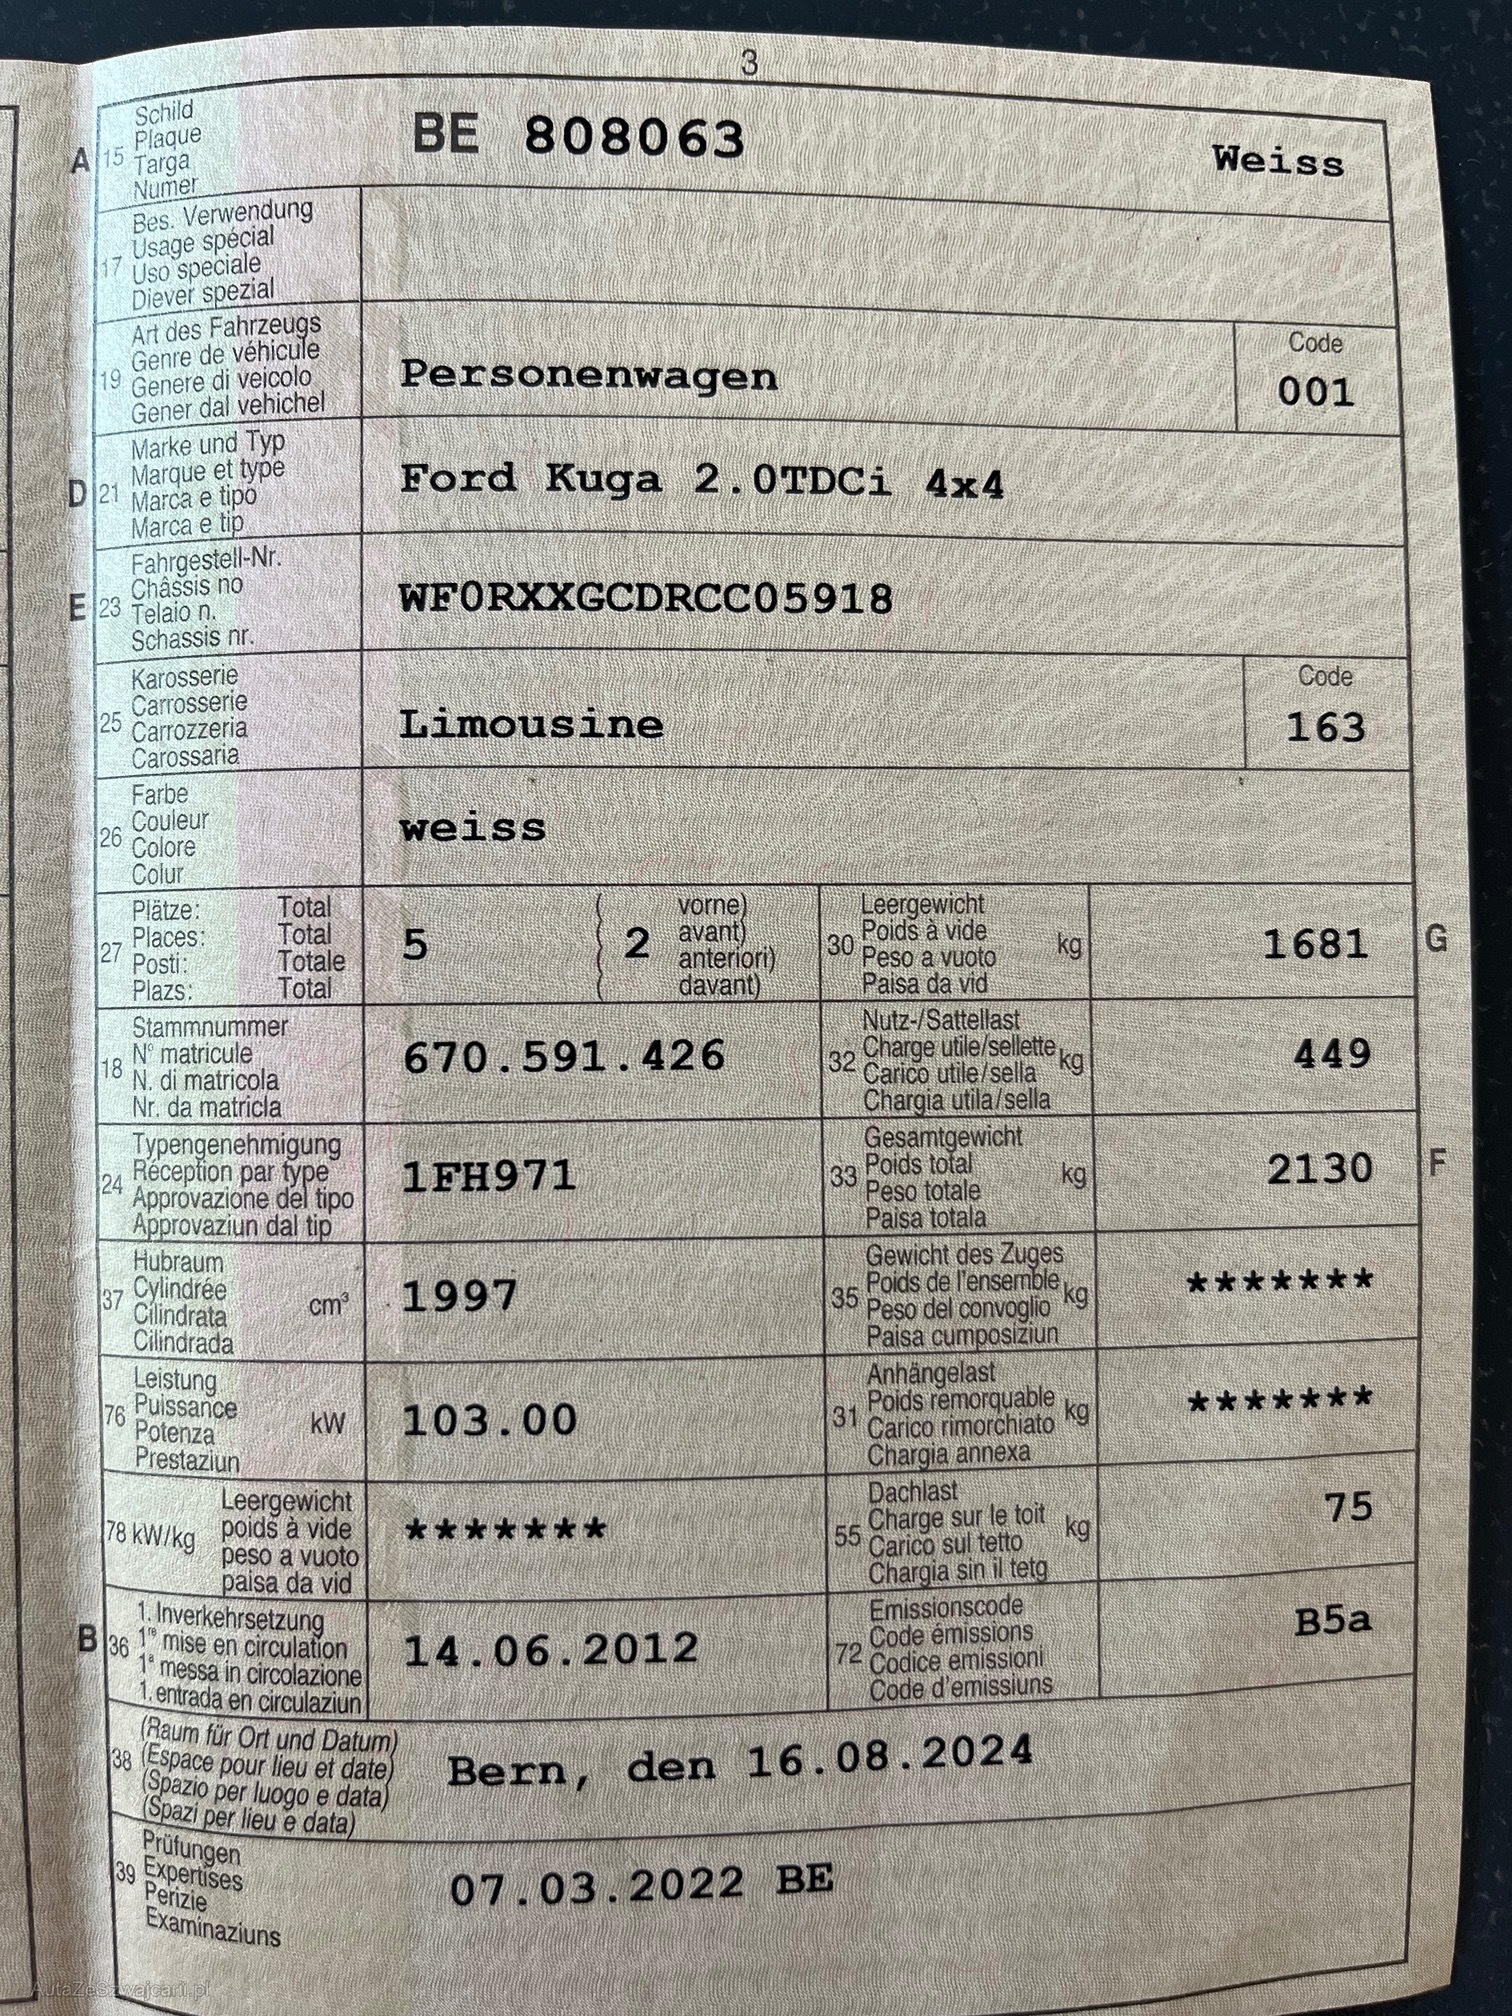 3
A 15 Schild
Plaque
Targa
Numer
BE 808063 Weiss
17 Bes. Verwendung
Usage spécial
Uso speciale
Diever spezial
19 Art des Fahrzeugs
Genre de véhicule
Genere di veicolo
Gener dal vehichel
Personenwagen
Code
001
D 21 Marke und Typ
Marque et type
Marca e tipo
Marca e tip
Ford Kuga 2.0TDCi 4x4
E 23 Fahrgestell-Nr.
Châssis no
Telaio n.
Schassis nr.
WF0RXXGCDRCC05918
25 Karosserie
Carrosserie
Carrozzeria
Carossaria
Limousine
Code
163
26 Farbe
Couleur
Colore
Colur
weiss
27 Plätze: Total
Places: Total
Posti: Totale
Plazs: Total
5 ( 2 vorne)
avant)
anteriori)
davant)
30 Leergewicht
Poids à vide
Peso a vuoto
Paisa da vid
kg 1681 G
18 Stammnummer
N° matricule
N. di matricola
Nr. da matricla
670.591.426
32 Nutz-/Sattellast
Charge utile/sellette
Carico utile/sella
Chargia utila/sella
kg 449
24 Typengenehmigung
Réception par type
Approvazione del tipo
Approvaziun dal tip
1FH971
33 Gesamtgewicht
Poids total
Peso totale
Paisa totala
kg 2130 F
37 Hubraum
Cylindrée
Cilindrata
Cilindrada
cm³ 1997
35 Gewicht des Zuges
Poids de l'ensemble
Peso del convoglio
Paisa cumposiziun
kg *******
76 Leistung
Puissance
Potenza
Prestaziun
kW 103.00
31 Anhängelast
Poids remorquable
Carico rimorchiato
Chargia annexa
kg *******
78 kW/kg Leergewicht
poids à vide
peso a vuoto
paisa da vid
*******
55 Dachlast
Charge sur le toit
Carico sul tetto
Chargia sin il tetg
kg 75
B 36 1. Inverkehrsetzung
1re mise en circulation
1a messa in circolazione
1. entrada en circulaziun
14.06.2012
72 Emissionscode
Code émissions
Codice emissioni
Code d'emissiuns
B5a
38 (Raum für Ort und Datum)
(Espace pour lieu et date)
(Spazio per luogo e data)
(Spazi per lieu e data)
Bern, den 16.08.2024
39 Prüfungen
Expertises
Perizie
Examinaziuns
07.03.2022 BE
AutaZeSzwajcarii.pl